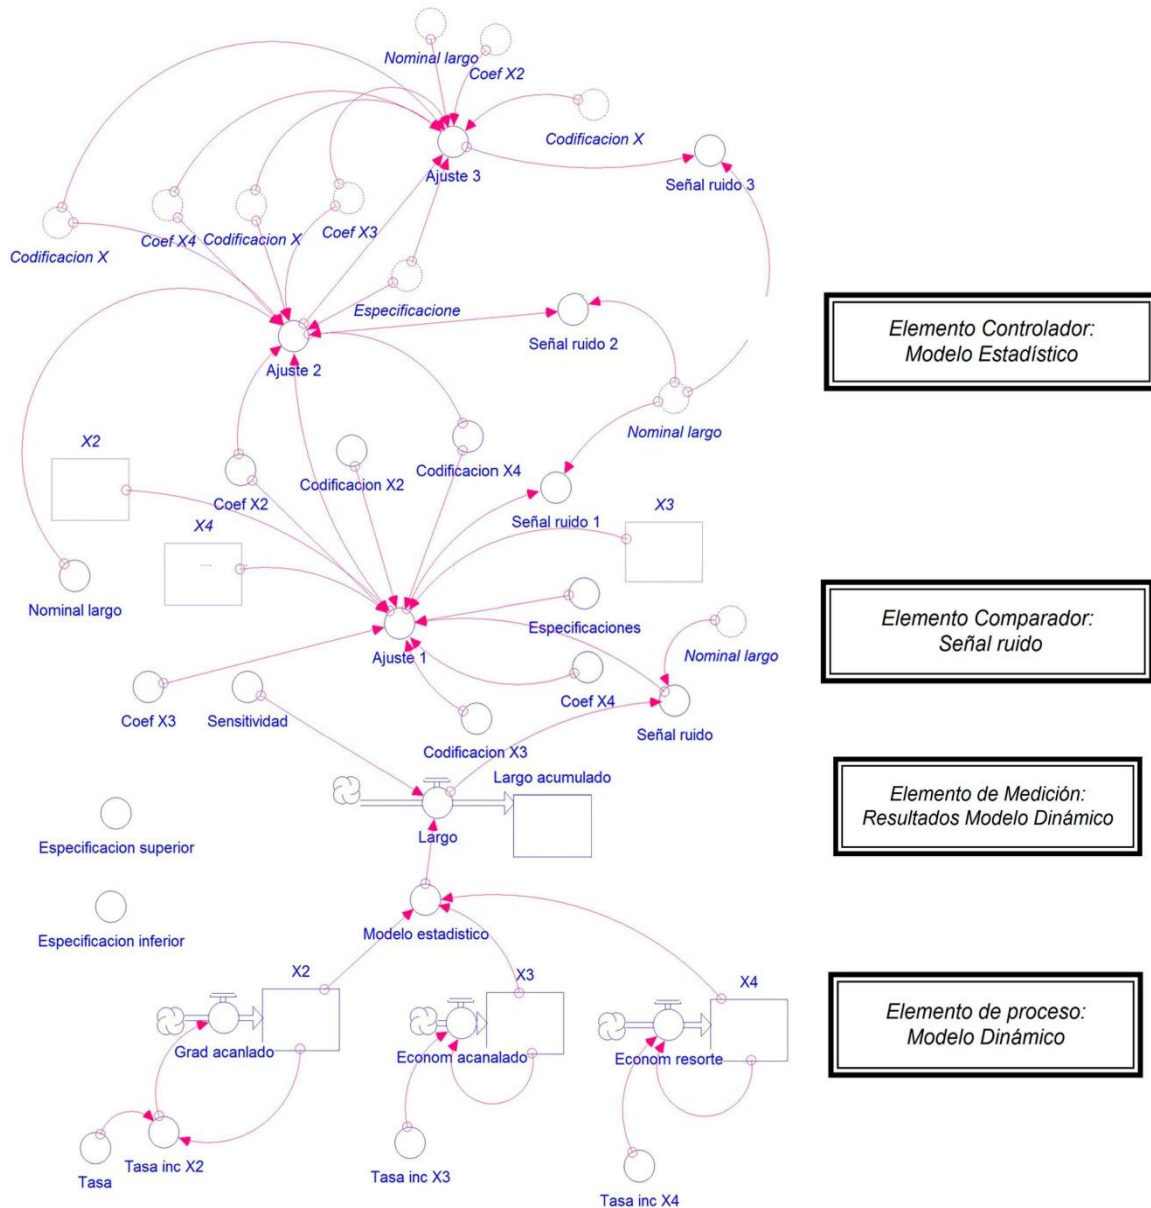 Nominal largo
Coef X2
Codificacion X
Ajuste 3
Señal ruido 3
Codificacion X
Coef X4
Codificacion X
Coef X3
Especificacione
Señal ruido 2
Ajuste 2
Elemento Controlador:
Modelo Estadístico
Nominal largo
X2
Coef X2
Codificacion X2
Codificacion X4
Señal ruido 1
X4
X3
Nominal largo
Ajuste 1
Especificaciones
Nominal largo
Elemento Comparador:
Señal ruido
Coef X3
Sensitividad
Codificacion X3
Coef X4
Señal ruido
Largo acumulado
Largo
Elemento de Medición:
Resultados Modelo Dinámico
Especificacion superior
Especificacion inferior
Modelo estadistico
X2
X3
X4
Grad acanlado
Econom acanalado
Econom resorte
Elemento de proceso:
Modelo Dinámico
Tasa
Tasa inc X2
Tasa inc X3
Tasa inc X4